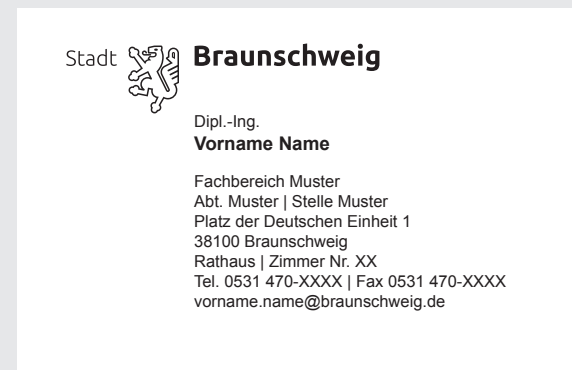 Stadt Braunschweig
Dipl.-Ing.
Vorname Name
Fachbereich Muster
Abt. Muster | Stelle Muster
Platz der Deutschen Einheit 1
38100 Braunschweig
Rathaus | Zimmer Nr. XX
Tel. 0531 470-XXXX | Fax 0531 470-XXXX
vorname.name@braunschweig.de